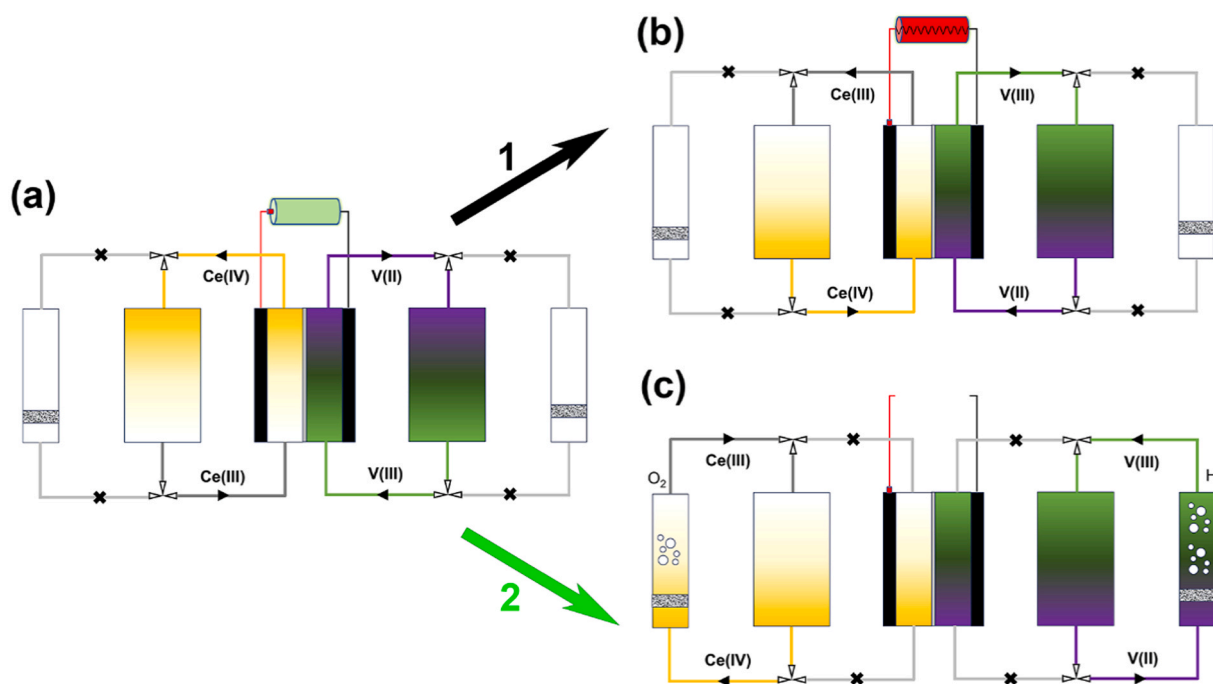 (a)
Ce(IV)
V(II)
Ce(III)
V(III)
1
2
(b)
Ce(III)
V(III)
Ce(IV)
V(II)
(c)
O2
Ce(III)
V(III)
H
Ce(IV)
V(II)